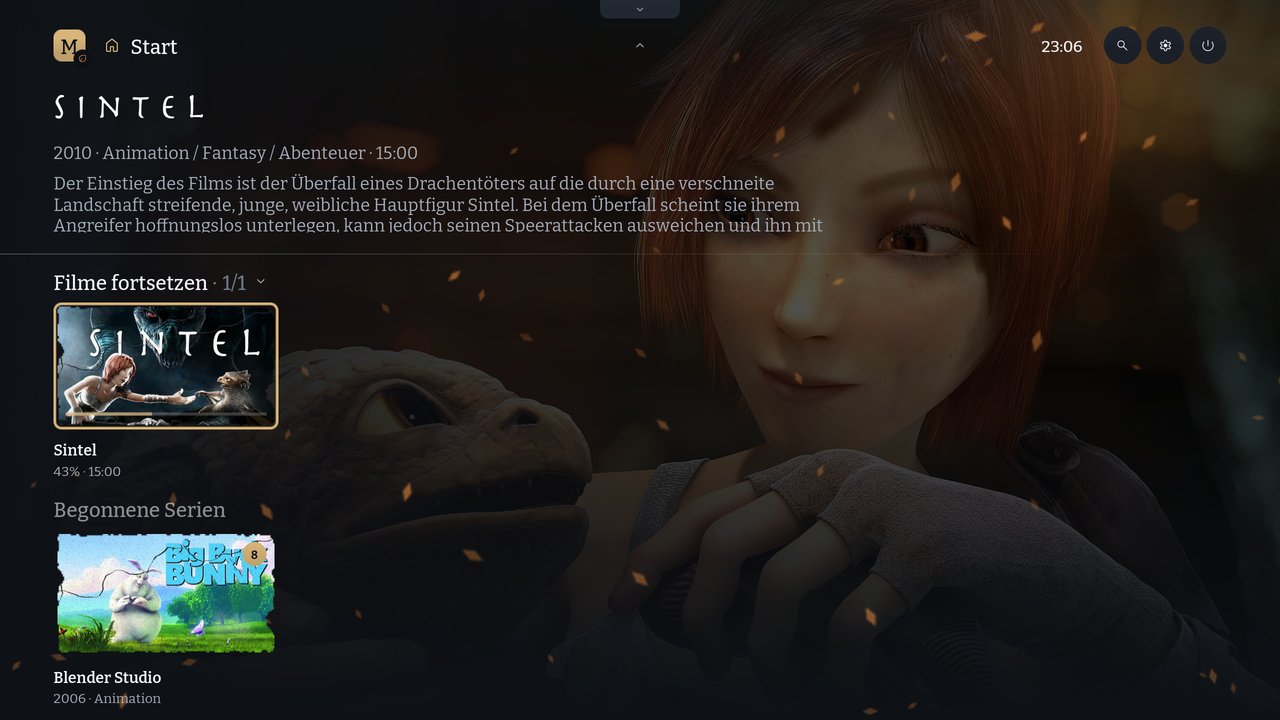 M
Start
23:06
SINTEL
2010 · Animation / Fantasy / Abenteuer · 15:00
Der Einstieg des Films ist der Überfall eines Drachentöters auf die durch eine verschneite
Landschaft streifende, junge, weibliche Hauptfigur Sintel. Bei dem Überfall scheint sie ihrem
Angreifer hoffnungslos unterlegen, kann jedoch seinen Speerattacken ausweichen und ihn mit
Filme fortsetzen · 1/1
SINTEL
Sintel
43% · 15:00
Begonnene Serien
Big
BUNNY
8
Blender Studio
2006 · Animation